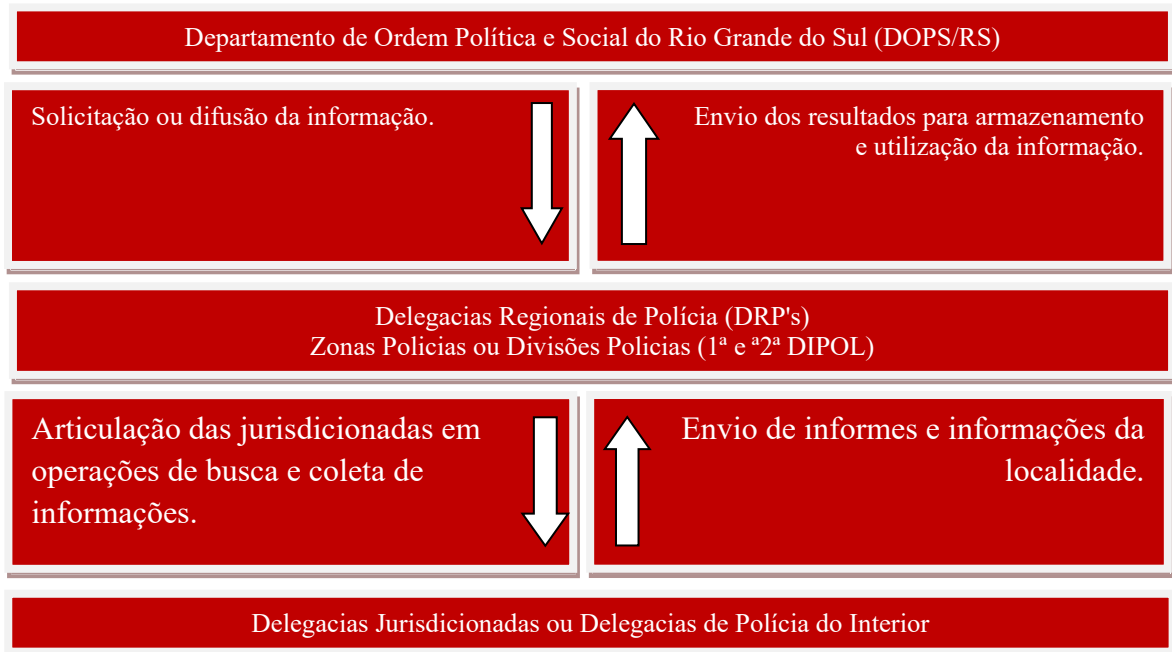 Departamento de Ordem Política e Social do Rio Grande do Sul (DOPS/RS)
Solicitação ou difusão da informação.
Envio dos resultados para armazenamento
e utilização da informação.
Delegacias Regionais de Polícia (DRP's)
Zonas Policias ou Divisões Policias (1ª e ª2ª DIPOL)
Articulação das jurisdicionadas em
operações de busca e coleta de
informações.
Envio de informes e informações da
localidade.
Delegacias Jurisdicionadas ou Delegacias de Polícia do Interior